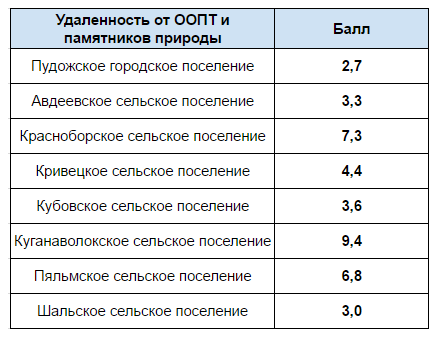 Удаленность от ООПТ и
памятников природы
Балл
Пудожское городское поселение
2,7
Авдеевское сельское поселение
3,3
Красноборское сельское поселение
7,3
Кривецкое сельское поселение
4,4
Кубовское сельское поселение
3,6
Куганаволокское сельское поселение
9,4
Пяльмское сельское поселение
6,8
Шальское сельское поселение
3,0